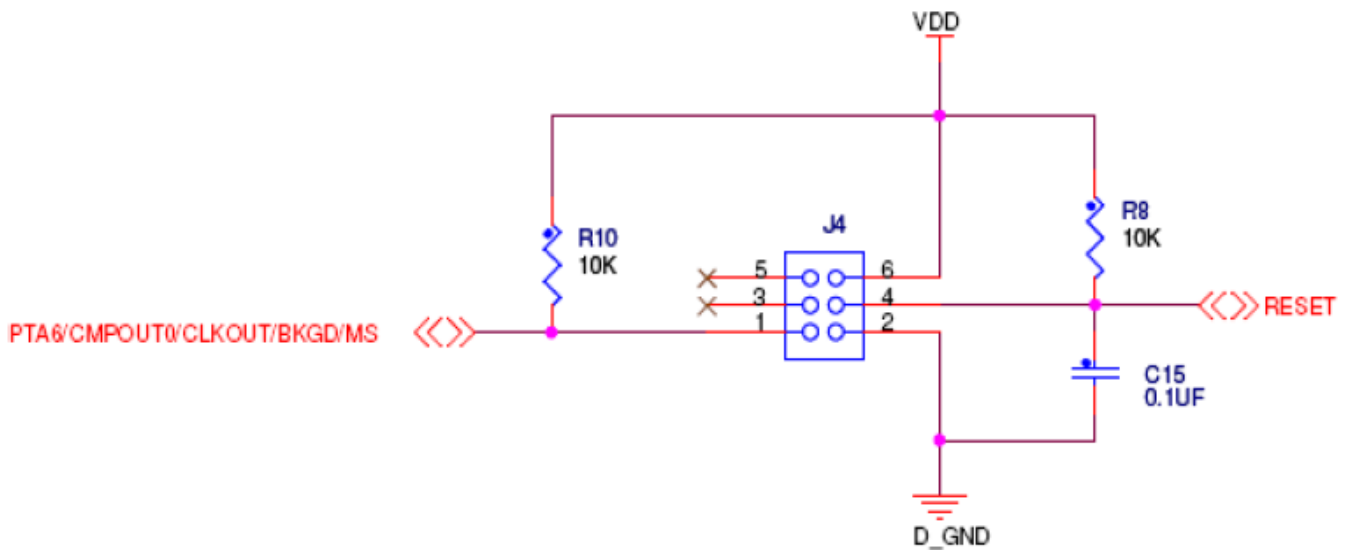 VDD
R8
10K
J4
R10
10K
5 6
3 4
1 2
RESET
PTA6/CMPOUT0/CLKOUT/BKGD/MS
C15
0.1UF
D_GND